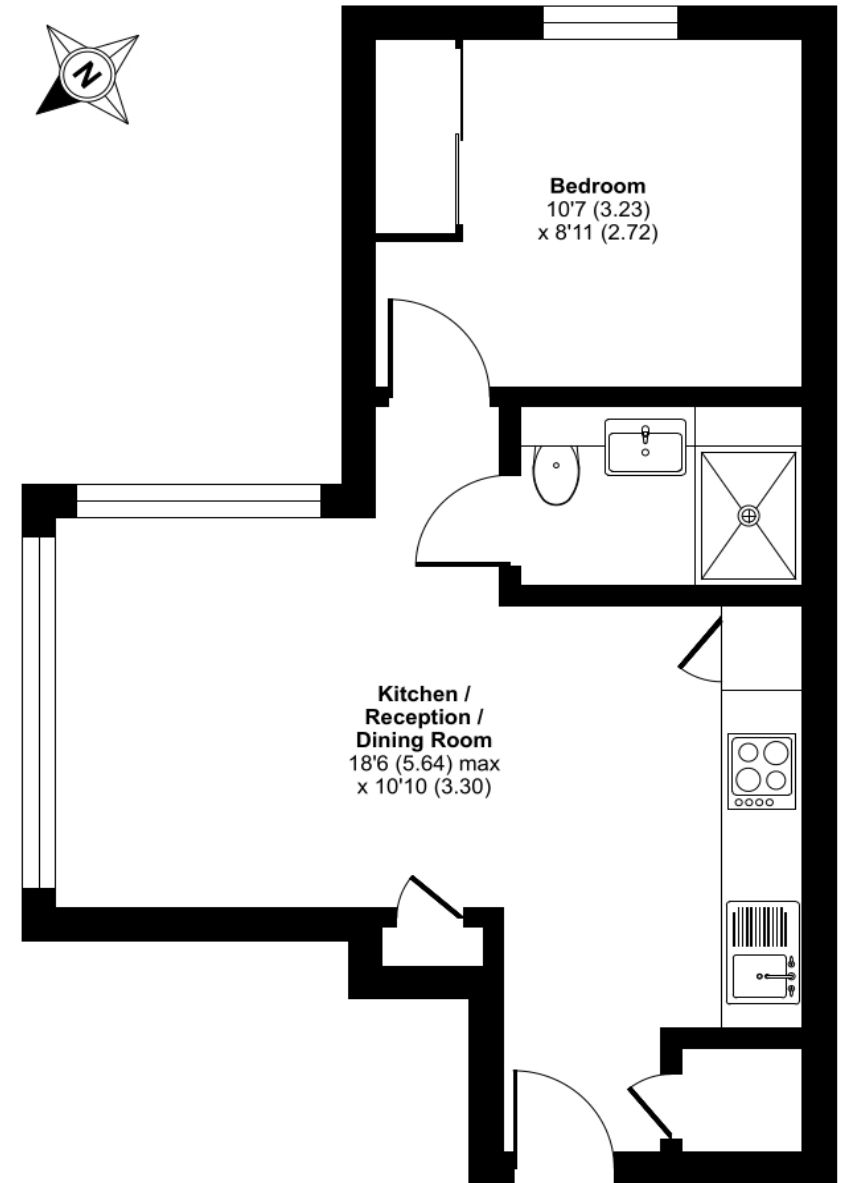 N
Bedroom
10'7 (3.23)
x 8'11 (2.72)
Kitchen /
Reception /
Dining Room
18'6 (5.64) max
x 10'10 (3.30)